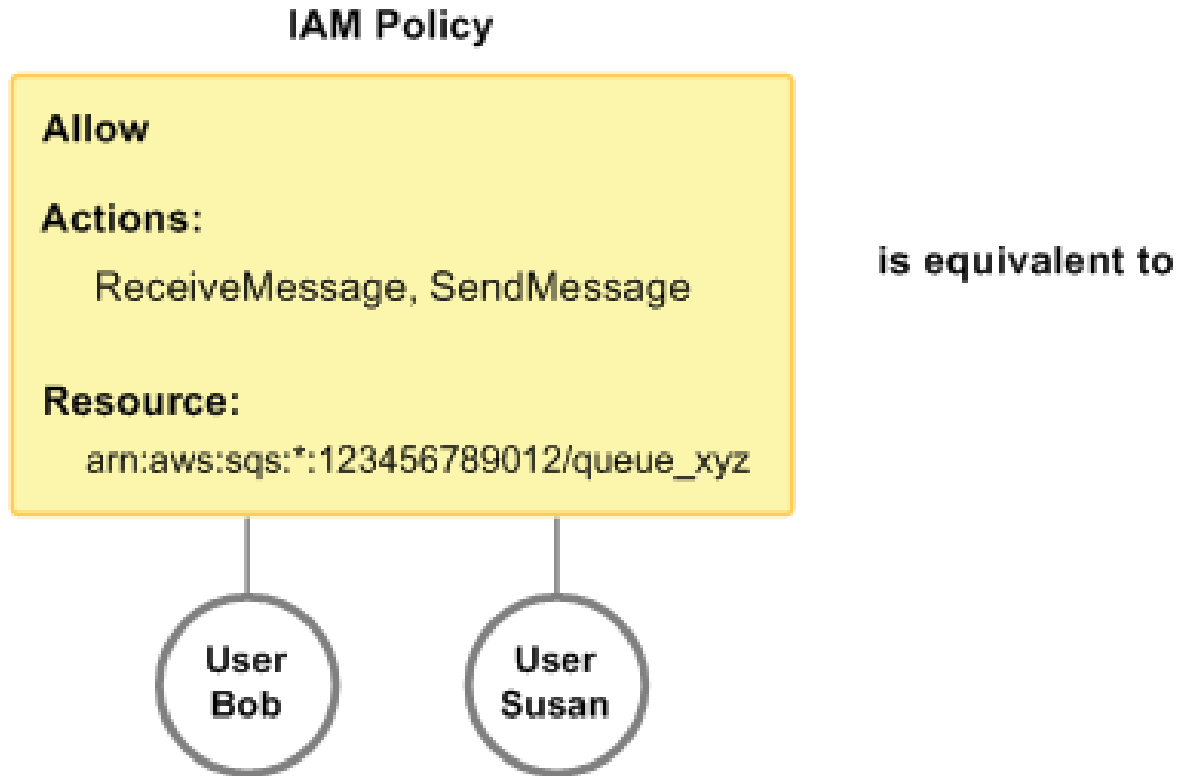 IAM Policy
Allow
Actions:
ReceiveMessage, SendMessage
is equivalent to
Resource:
arn:aws:sqs:*:123456789012/queue_xyz
User
Bob
User
Susan